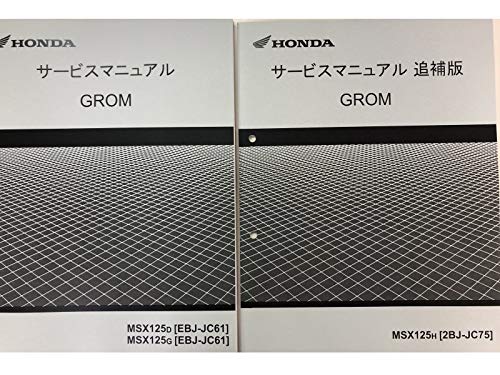 HONDA
サービスマニュアル
GROM
MSX125D [EBJ-JC61]
MSX125G [EBJ-JC61]
HONDA
サービスマニュアル 追補版
GROM
MSX125H [2BJ-JC75]